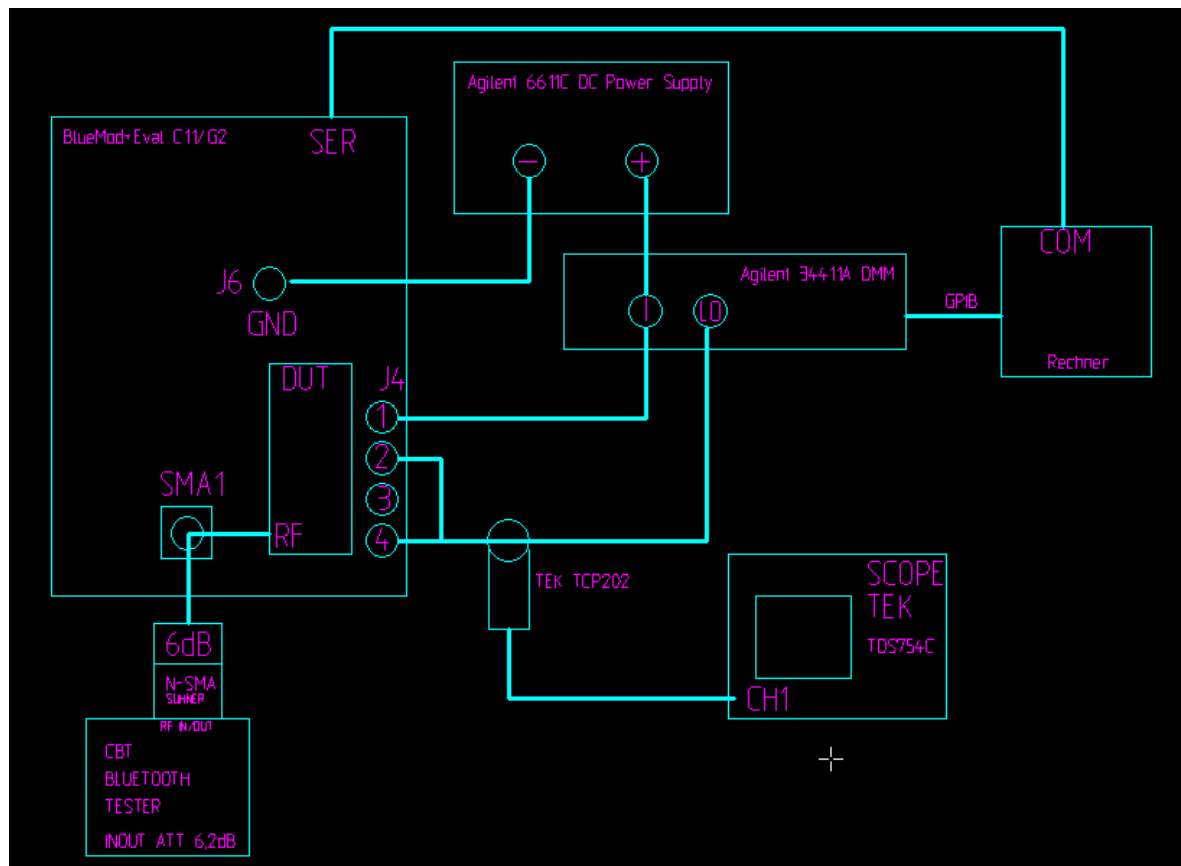 Agilent 6611C DC Power Supply
BlueMod+Eval C11/G2
SER
-
+
COM
J6
GND
Agilent 34411A DMM
I
LO
GPIB
Rechner
DUT
J4
1
2
3
4
SMA1
RF
TEK TCP202
SCOPE
TEK
TDS754C
CH1
6dB
N-SMA
SUHNER
RF IN/OUT
CBT
BLUETOOTH
TESTER
INOUT ATT 6,2dB